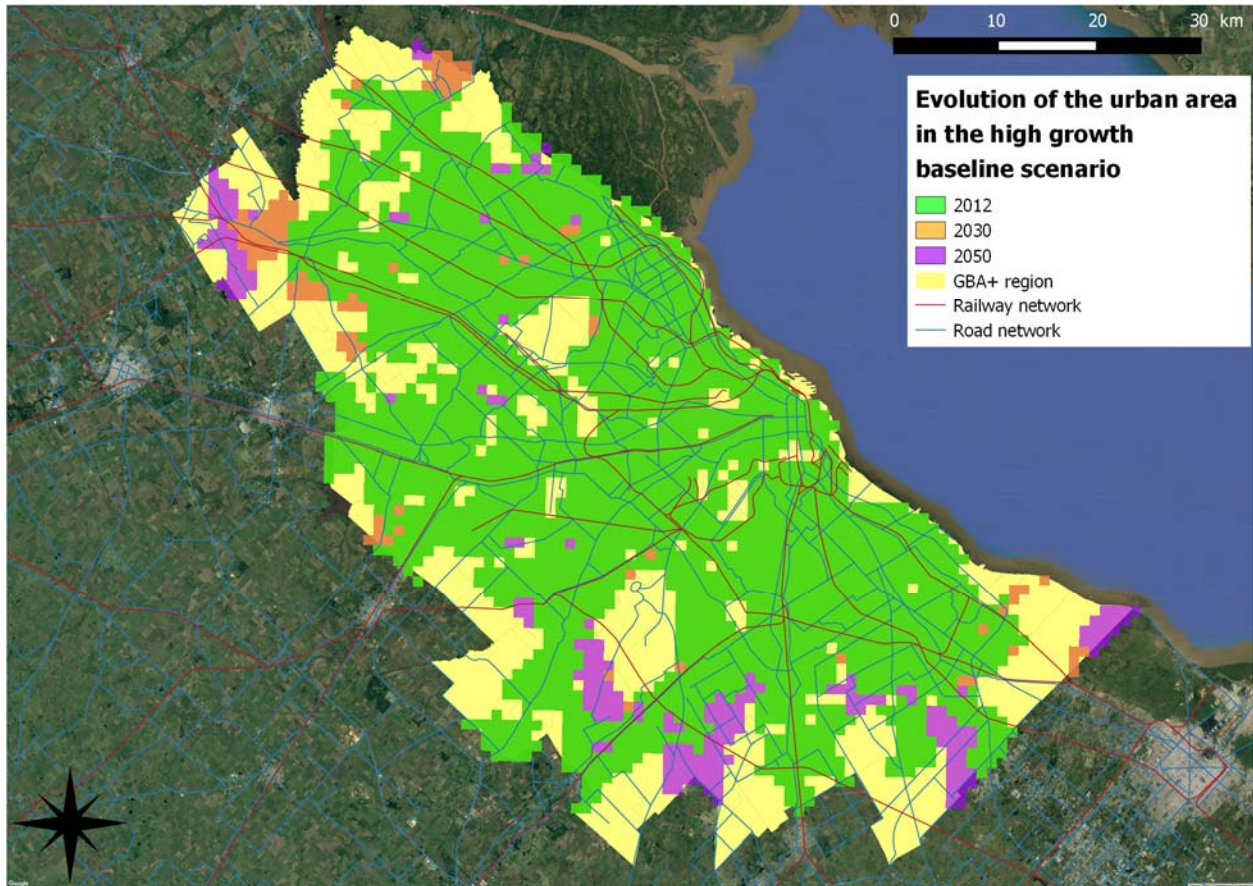 0 10 20 30 km
Evolution of the urban area
in the high growth
baseline scenario
2012
2030
2050
GBA+ region
Railway network
Road network
Google